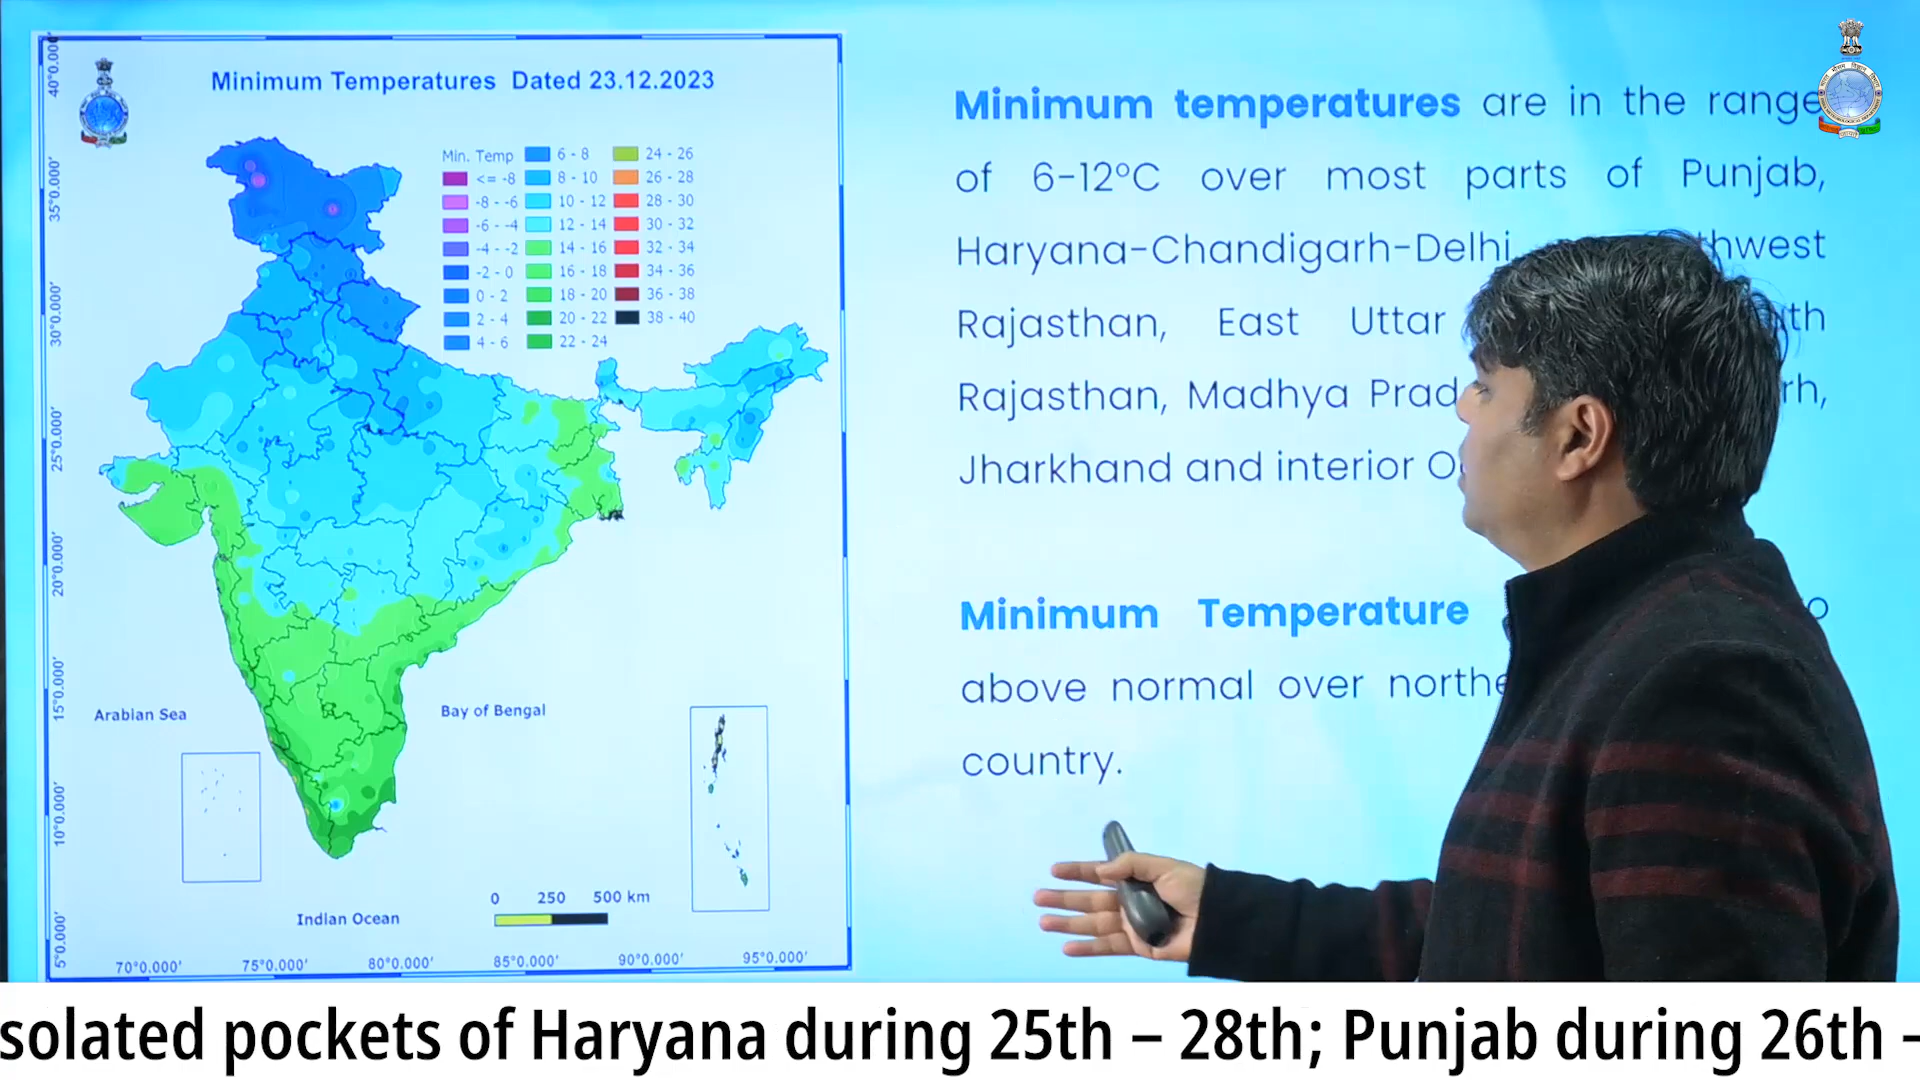 Minimum Temperatures Dated 23.12.2023
Min. Temp
<= -8
-8 - -6
-6 - -4
-4 - -2
-2 - 0
0 - 2
2 - 4
4 - 6
6 - 8
8 - 10
10 - 12
12 - 14
14 - 16
16 - 18
18 - 20
20 - 22
22 - 24
24 - 26
26 - 28
28 - 30
30 - 32
32 - 34
34 - 36
36 - 38
38 - 40
40°0.000'
35°0.000'
30°0.000'
25°0.000'
20°0.000'
15°0.000'
10°0.000'
5°0.000'
Arabian Sea
Bay of Bengal
Indian Ocean
0 250 500 km
70°0.000' 75°0.000' 80°0.000' 85°0.000' 90°0.000' 95°0.000'
Minimum temperatures are in the range
of 6-12°C over most parts of Punjab,
Haryana-Chandigarh-Delhi,
Rajasthan, East Uttar
Rajasthan, Madhya
Jharkhand and interior
Minimum Temperature
above normal over
country.
solated pockets of Haryana during 25th – 28th; Punjab during 26th –